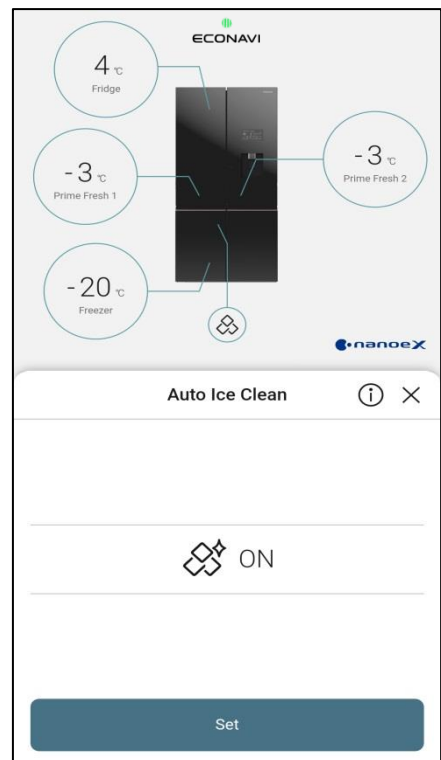 ECONAVI
4 ℃
Fridge
-3 ℃
Prime Fresh 1
-3 ℃
Prime Fresh 2
-20 ℃
Freezer
nanoeX
Auto Ice Clean
ON
Set